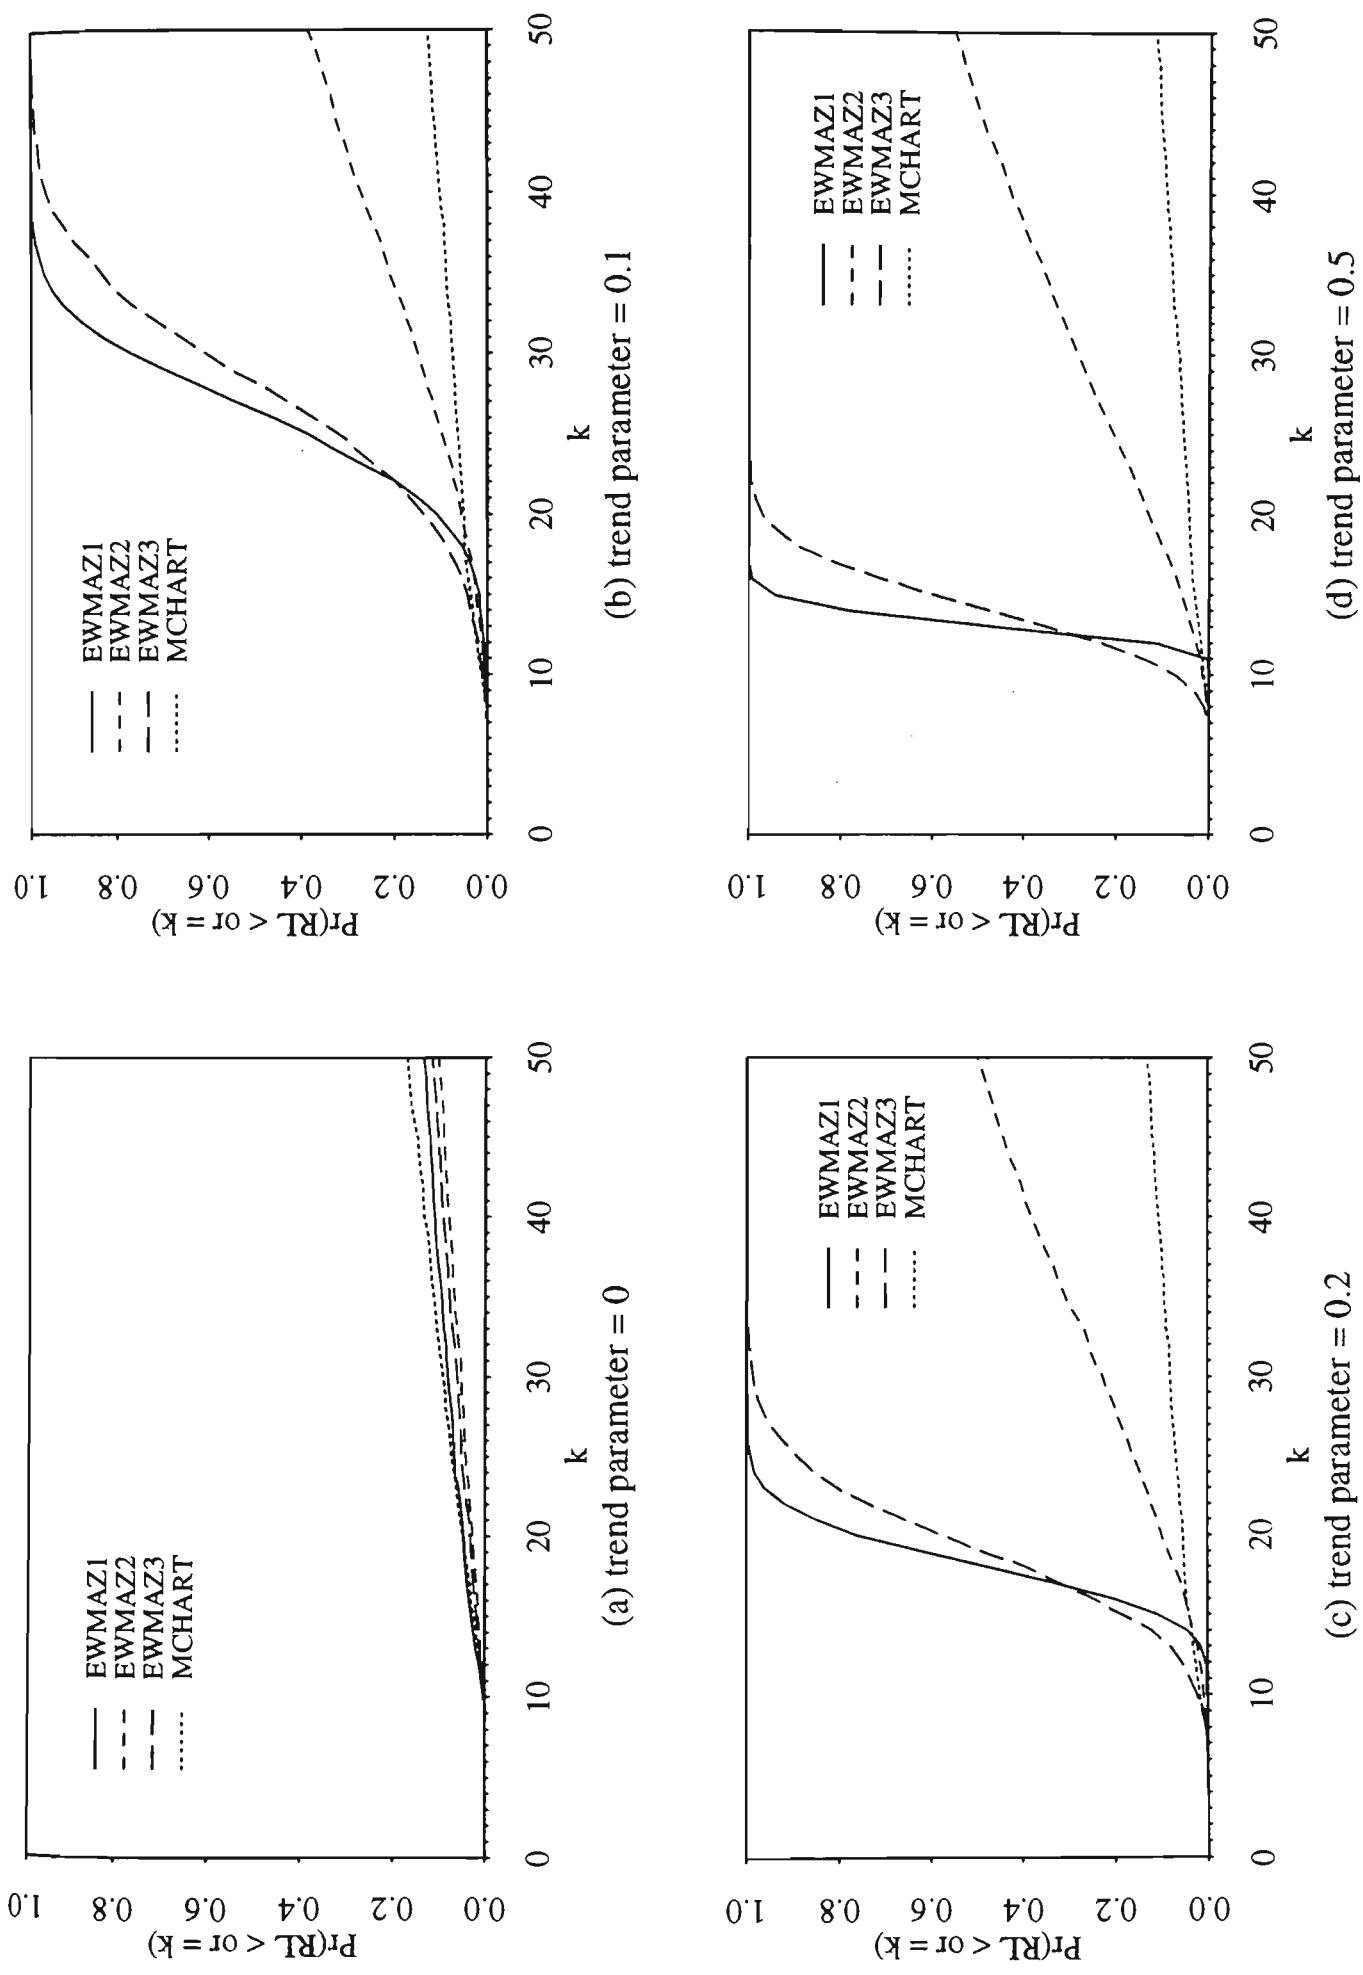 Pr(RL < or = k)
1.0
0.8
0.6
0.4
0.2
0.0
EWMAZ1
EWMAZ2
EWMAZ3
MCHART
0 10 20 30 40 50
k
(a) trend parameter = 0
Pr(RL < or = k)
1.0
0.8
0.6
0.4
0.2
0.0
EWMAZ1
EWMAZ2
EWMAZ3
MCHART
0 10 20 30 40 50
k
(b) trend parameter = 0.1
Pr(RL < or = k)
1.0
0.8
0.6
0.4
0.2
0.0
EWMAZ1
EWMAZ2
EWMAZ3
MCHART
0 10 20 30 40 50
k
(c) trend parameter = 0.2
Pr(RL < or = k)
1.0
0.8
0.6
0.4
0.2
0.0
EWMAZ1
EWMAZ2
EWMAZ3
MCHART
0 10 20 30 40 50
k
(d) trend parameter = 0.5